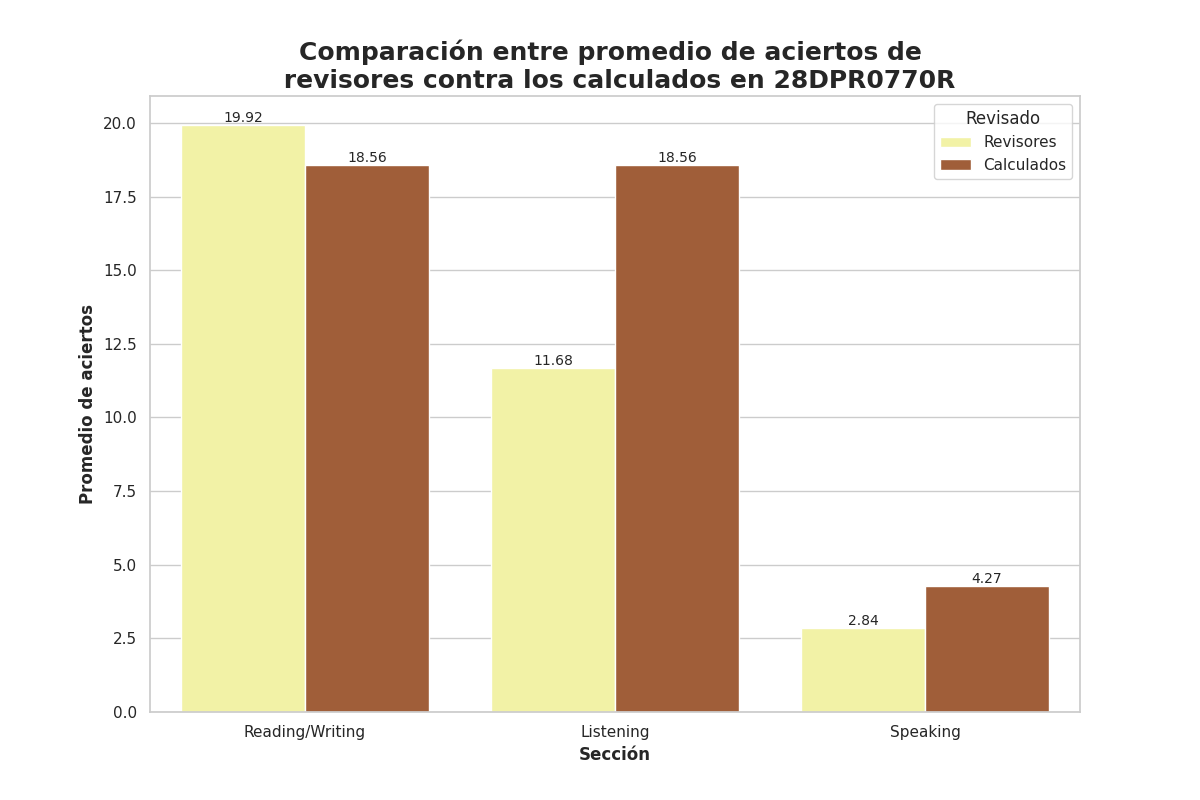 Comparación entre promedio de aciertos de
revisores contra los calculados en 28DPR0770R
Revisado
Revisores
Calculados
Promedio de aciertos
20.0
17.5
15.0
12.5
10.0
7.5
5.0
2.5
0.0
19.92
18.56
11.68
18.56
2.84
4.27
Reading/Writing
Listening
Speaking
Sección